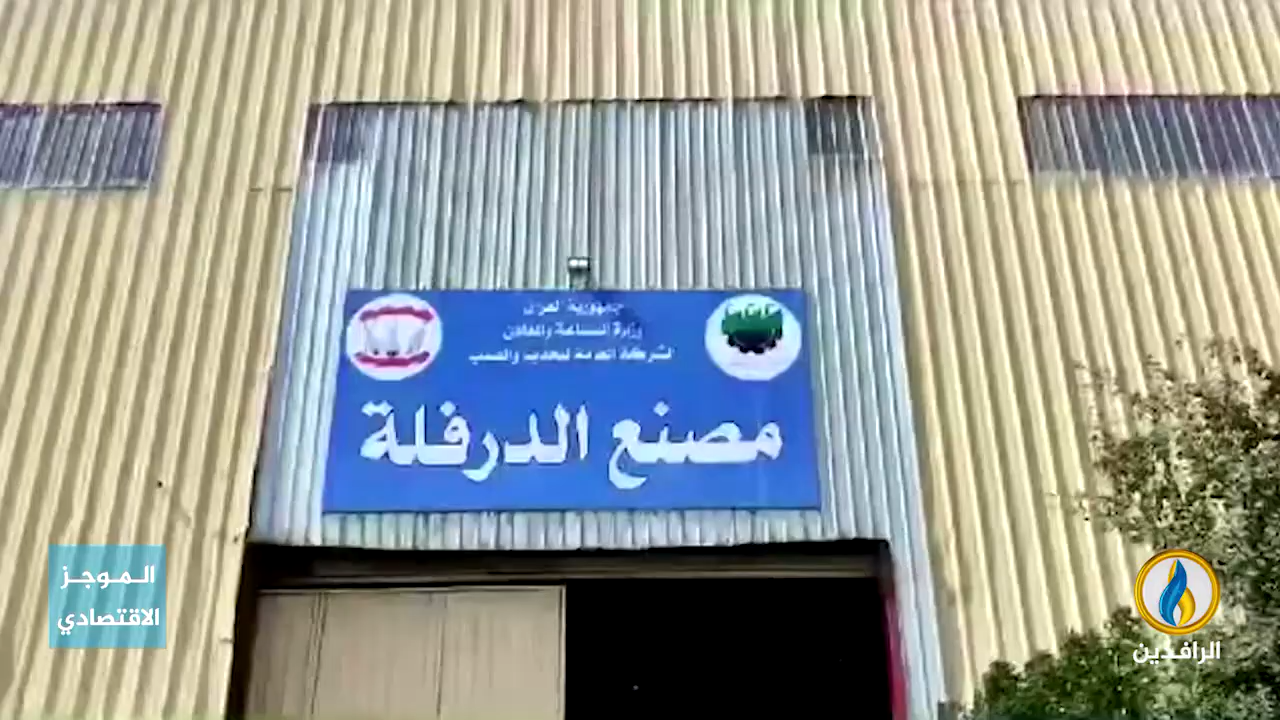 جمهورية العراق
وزارة الصناعة والمعادن
الشركة العامة للحديد والصلب
مصنع الدرفلة
الموجز
الاقتصادي
الرافدين